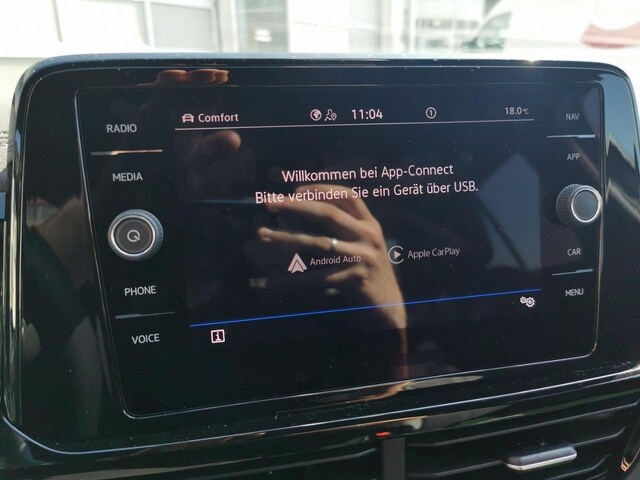 RADIO
MEDIA
PHONE
VOICE
Comfort 11:04 1 18.0°C
Willkommen bei App-Connect
Bitte verbinden Sie ein Gerät über USB.
Android Auto Apple CarPlay
i
NAV
APP
CAR
MENU